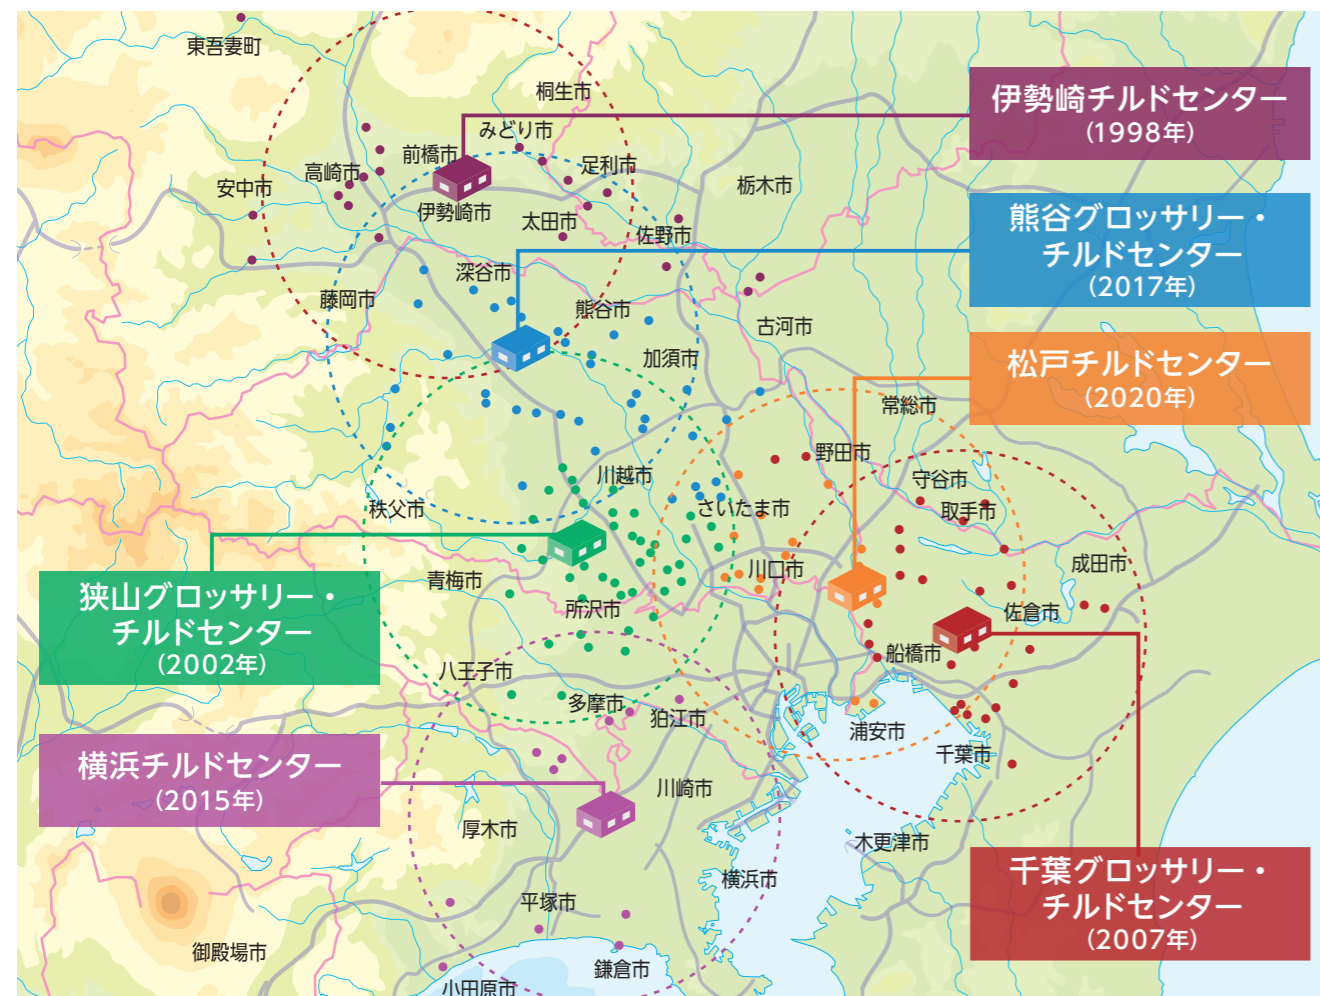 東吾妻町
桐生市
みどり市
前橋市
高崎市
安中市
足利市
栃木市
伊勢崎市
太田市
佐野市
伊勢崎チルドセンター
(1998年)
熊谷グロッサリー・
チルドセンター
(2017年)
深谷市
藤岡市
熊谷市
古河市
加須市
松戸チルドセンター
(2020年)
常総市
野田市
川越市
守谷市
秩父市
さいたま市
取手市
川口市
成田市
青梅市
狭山グロッサリー・
チルドセンター
(2002年)
所沢市
佐倉市
船橋市
八王子市
多摩市
狛江市
浦安市
千葉市
横浜チルドセンター
(2015年)
川崎市
厚木市
木更津市
横浜市
千葉グロッサリー・
チルドセンター
(2007年)
平塚市
御殿場市
鎌倉市
小田原市